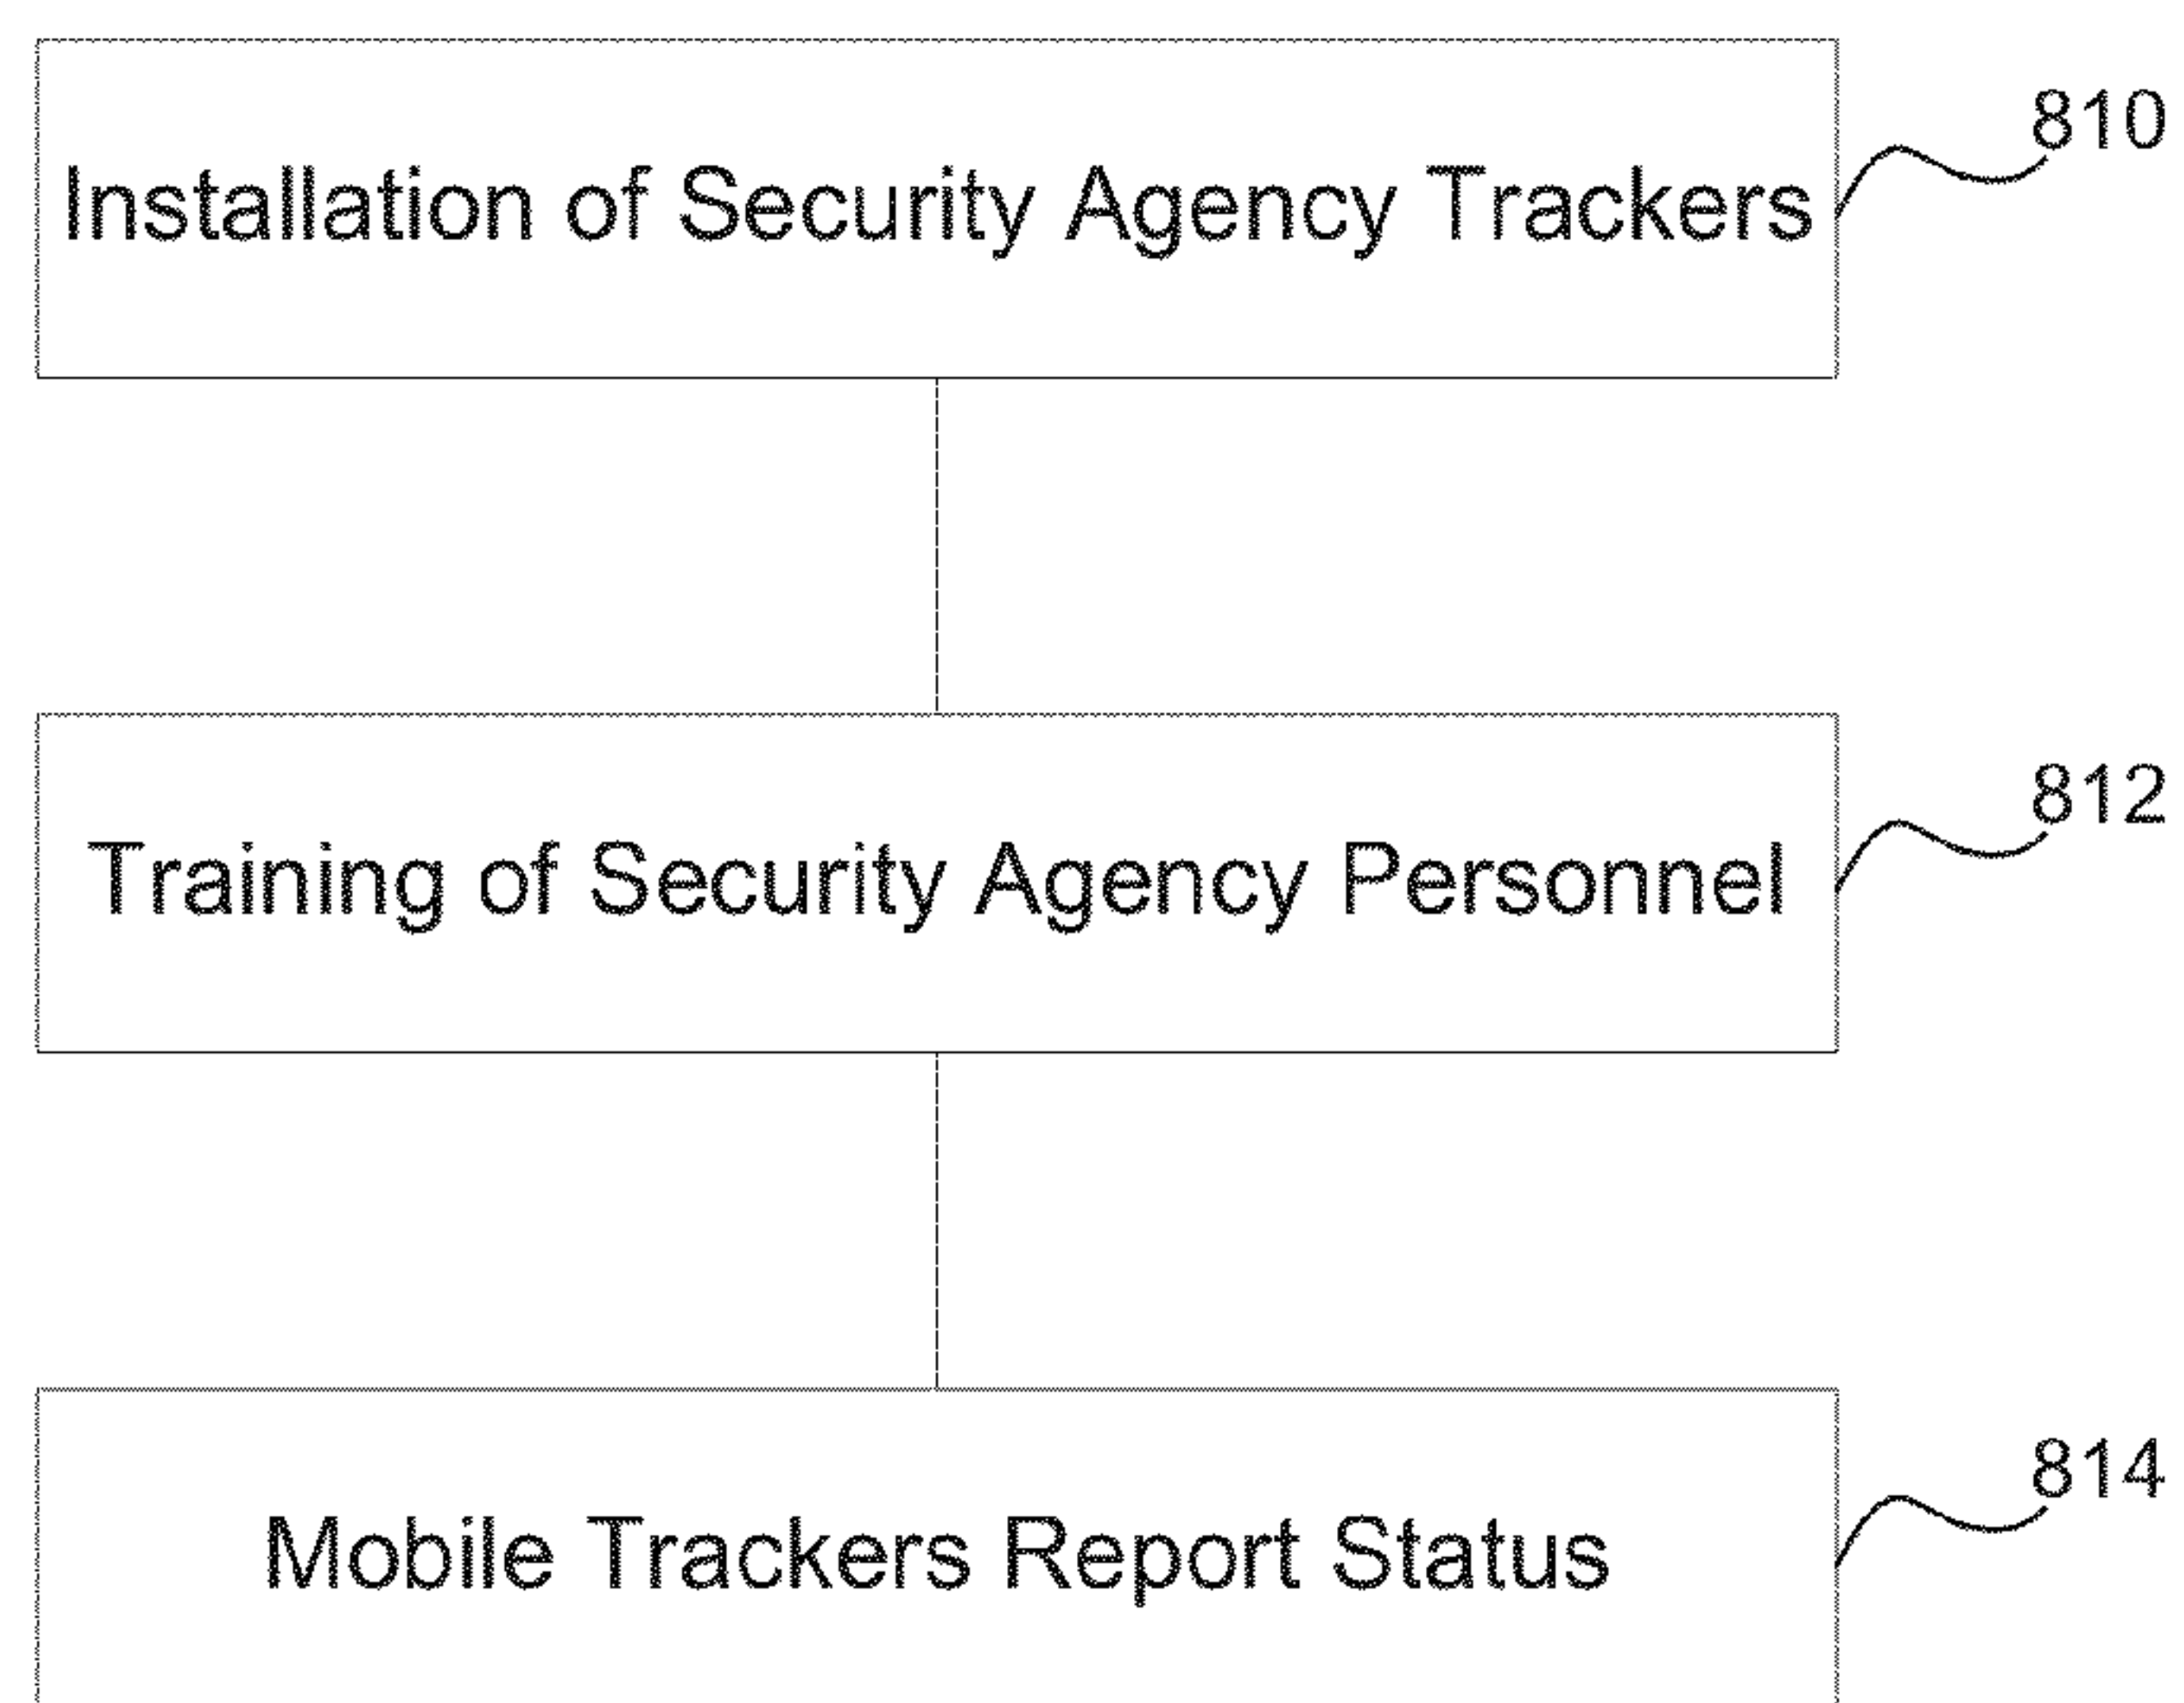 810
Installation of Security Agency Trackers
812
Training of Security Agency Personnel
814
Mobile Trackers Report Status